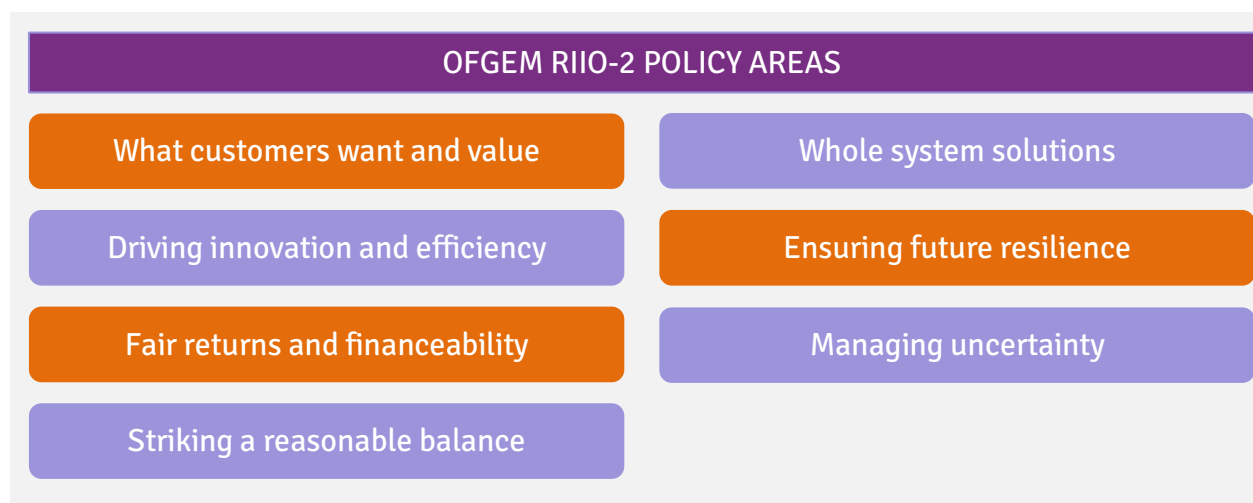 OFGEM RIIO-2 POLICY AREAS
What customers want and value
Whole system solutions
Driving innovation and efficiency
Ensuring future resilience
Fair returns and financeability
Managing uncertainty
Striking a reasonable balance